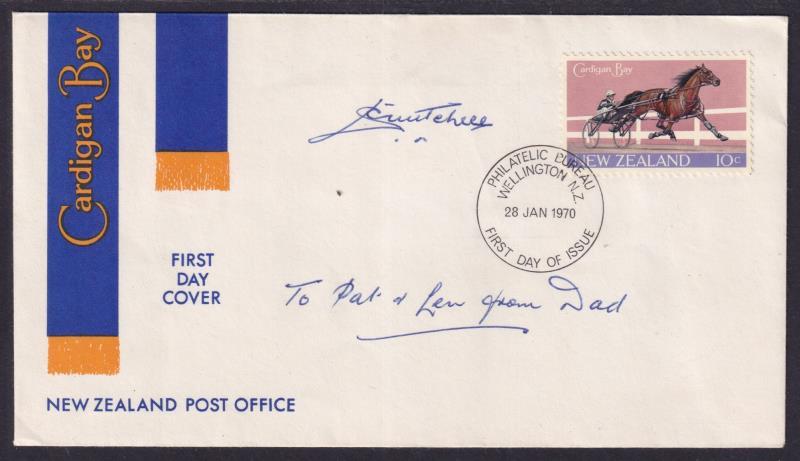 Cardigan Bay
FIRST
DAY
COVER
NEW ZEALAND POST OFFICE
Cardigan Bay
NEW ZEALAND 10c
PHILATELIC BUREAU
WELLINGTON N.Z.
28 JAN 1970
FIRST DAY OF ISSUE
To Pat & Len from Dad